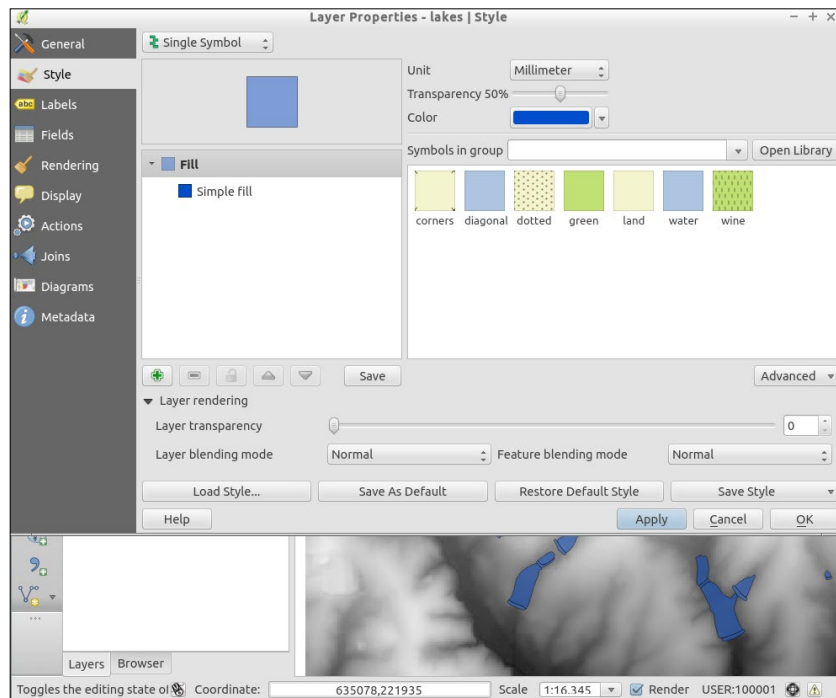 Layer Properties - lakes | Style
General
Style
abc Labels
Fields
Rendering
Display
Actions
Joins
Diagrams
Metadata
Single Symbol
Unit Millimeter
Transparency 50%
Color
Symbols in group
Open Library
Fill
Simple fill
corners diagonal dotted green land water wine
Save
Advanced
Layer rendering
Layer transparency 0
Layer blending mode Normal Feature blending mode Normal
Load Style... Save As Default Restore Default Style Save Style
Help Apply Cancel OK
Layers Browser
Toggles the editing state of Coordinate: 635078,221935 Scale 1:16.345 Render USER:100001